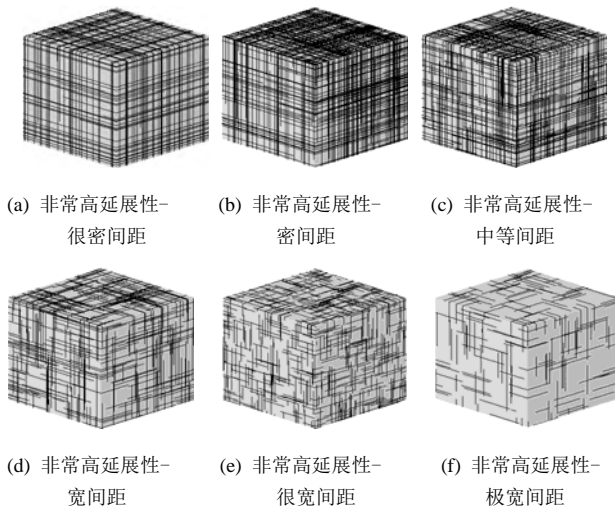 (a) 非常高延展性–
很密间距
(b) 非常高延展性–
密间距
(c) 非常高延展性–
中等间距
(d) 非常高延展性–
宽间距
(e) 非常高延展性–
很宽间距
(f) 非常高延展性–
极宽间距